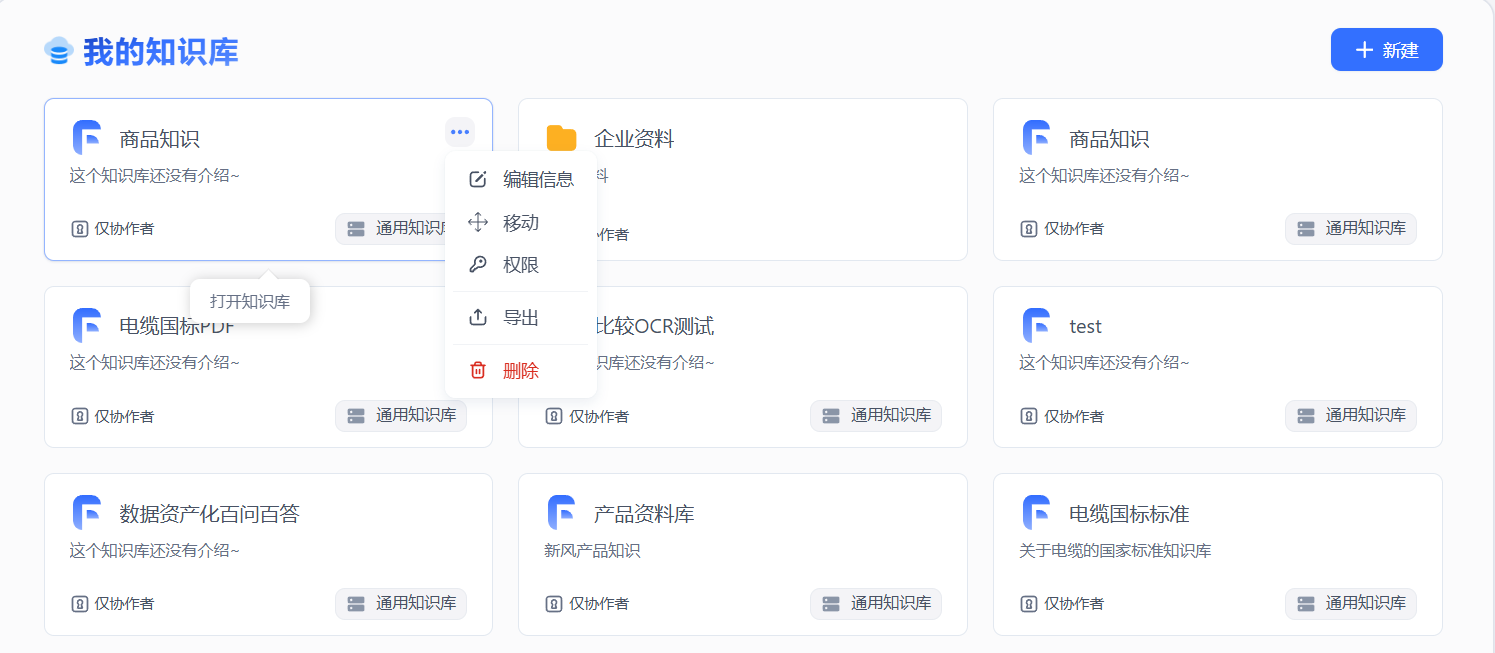 我的知识库
新建
商品知识
这个知识库还没有介绍~
仅协作者
通用知识库
编辑信息
移动
权限
导出
删除
打开知识库
企业资料
料
作者
商品知识
这个知识库还没有介绍~
仅协作者
通用知识库
电缆国标PDF
这个知识库还没有介绍~
仅协作者
通用知识库
比较OCR测试
识库还没有介绍~
仅协作者
通用知识库
test
这个知识库还没有介绍~
仅协作者
通用知识库
数据资产化百问百答
这个知识库还没有介绍~
仅协作者
通用知识库
产品资料库
新风产品知识
仅协作者
通用知识库
电缆国标标准
关于电缆的国家标准知识库
仅协作者
通用知识库